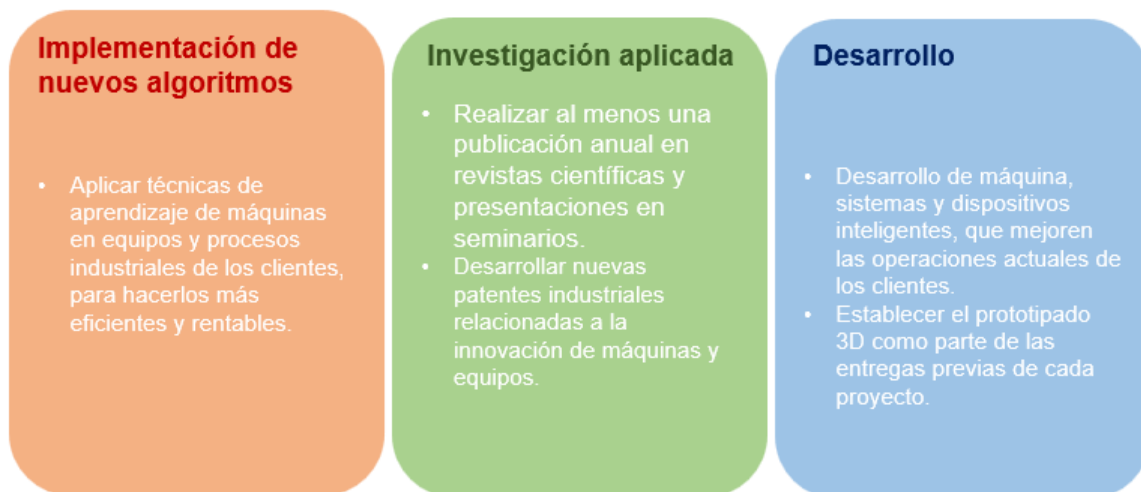 Implementación de
nuevos algoritmos
• Aplicar técnicas de
aprendizaje de máquinas
en equipos y procesos
industriales de los clientes,
para hacerlos más
eficientes y rentables.
Investigación aplicada
• Realizar al menos una
publicación anual en
revistas científicas y
presentaciones en
seminarios.
• Desarrollar nuevas
patentes industriales
relacionadas a la
innovación de máquinas y
equipos.
Desarrollo
• Desarrollo de máquina,
sistemas y dispositivos
inteligentes, que mejoren
las operaciones actuales de
los clientes.
• Establecer el prototipado
3D como parte de las
entregas previas de cada
proyecto.